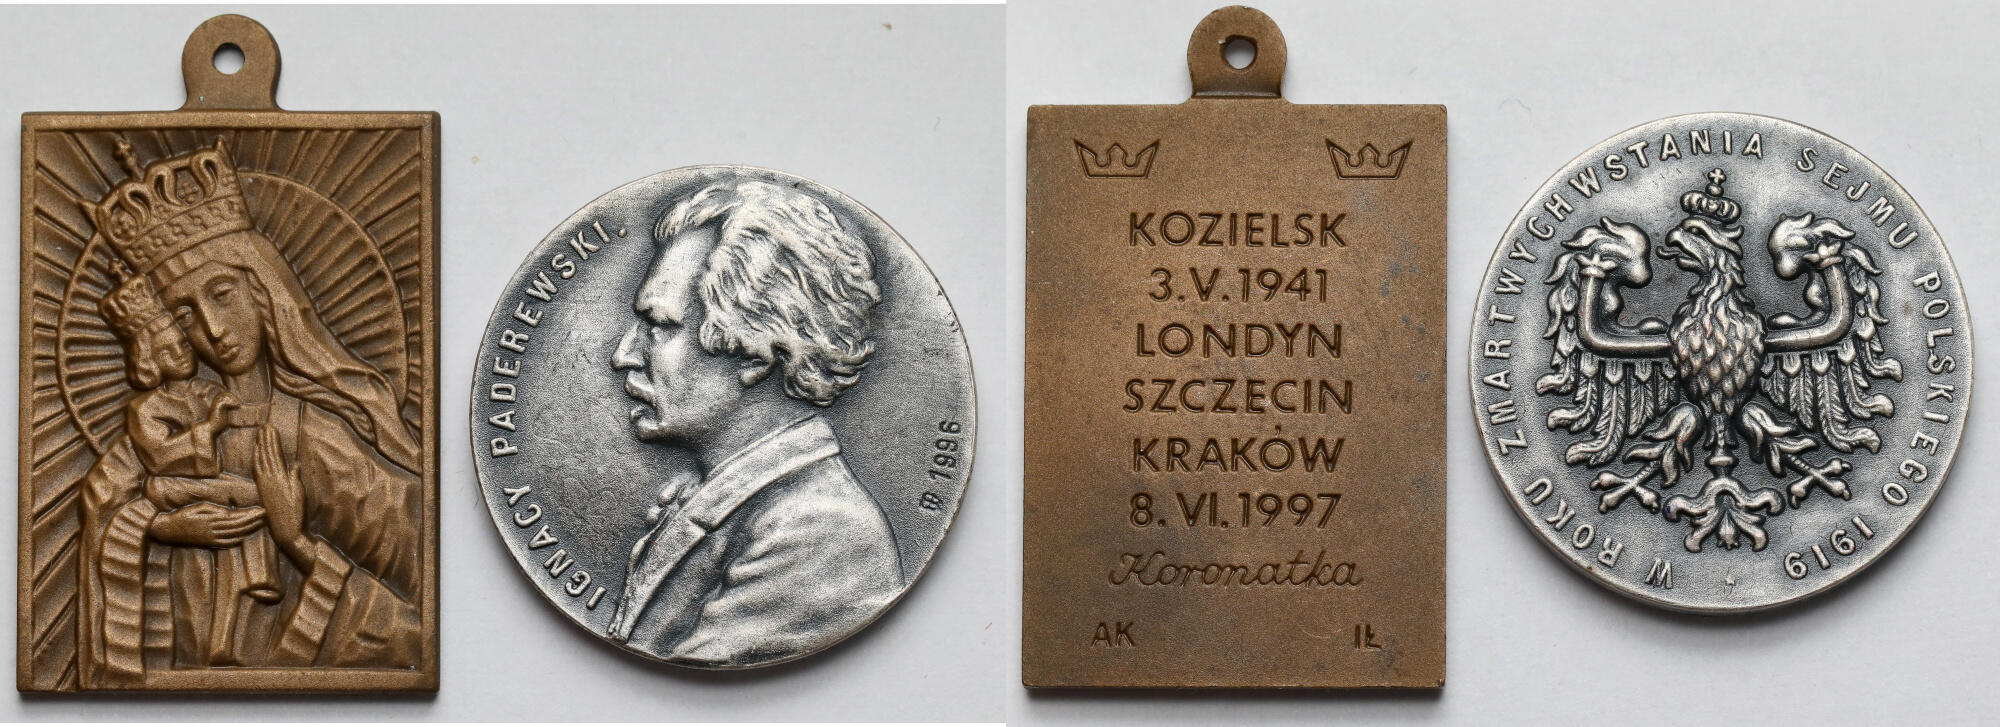 IGNACY PADEREWSKI.
1996
KOZIELSK
3.V.1941
LONDYN
SZCZECIN
KRAKÓW
8.VI.1997
Koronatka
AK IŁ
W ROKU ZMARTWYCHWSTANIA SEJMU POLSKIEGO 1919